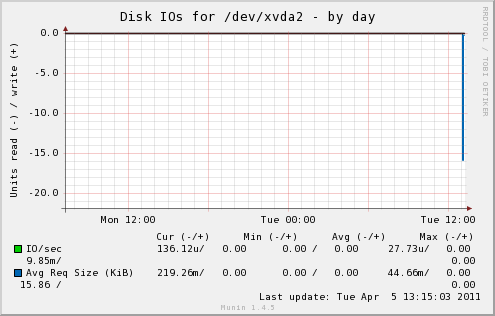 Disk IOs for /dev/xvda2 - by day
RRDTOOL / TOBI OETIKER
Units read (-) / write (+)
0.0
-5.0
-10.0
-15.0
-20.0
Mon 12:00 Tue 00:00 Tue 12:00
Cur (-/+) Min (-/+) Avg (-/+) Max (-/+)
IO/sec 136.12u/ 0.00 0.00 / 0.00 27.73u/ 0.00
9.85m/ 0.00
Avg Req Size (KiB) 219.26m/ 0.00 0.00 / 0.00 44.66m/ 0.00
15.86 / 0.00
Last update: Tue Apr 5 13:15:03 2011
Munin 1.4.5